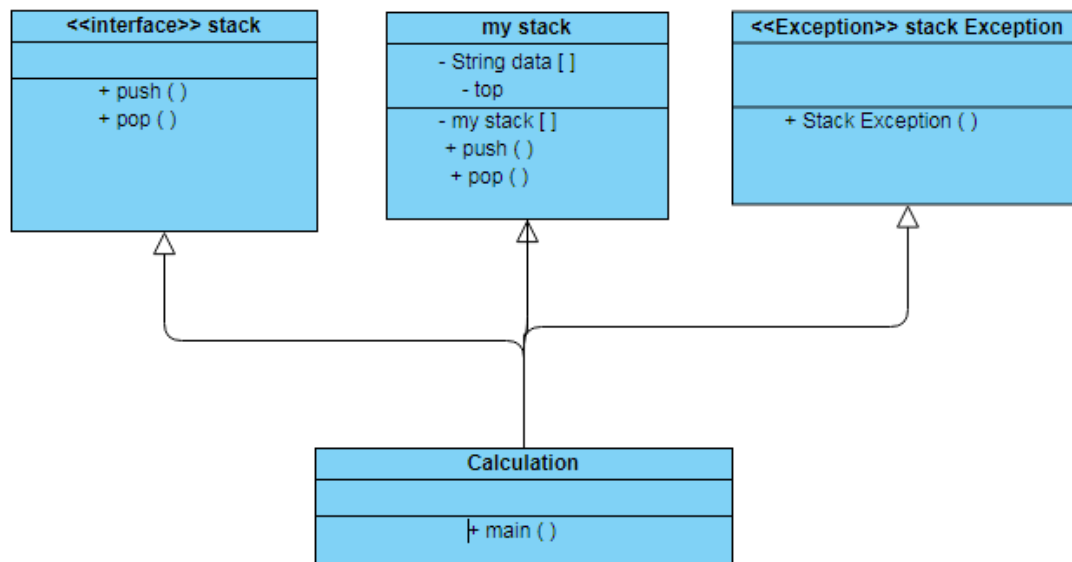 <<interface>> stack
+ push ( )
+ pop ( )
my stack
- String data [ ]
- top
- my stack [ ]
+ push ( )
+ pop ( )
<<Exception>> stack Exception
+ Stack Exception ( )
Calculation
+ main ( )